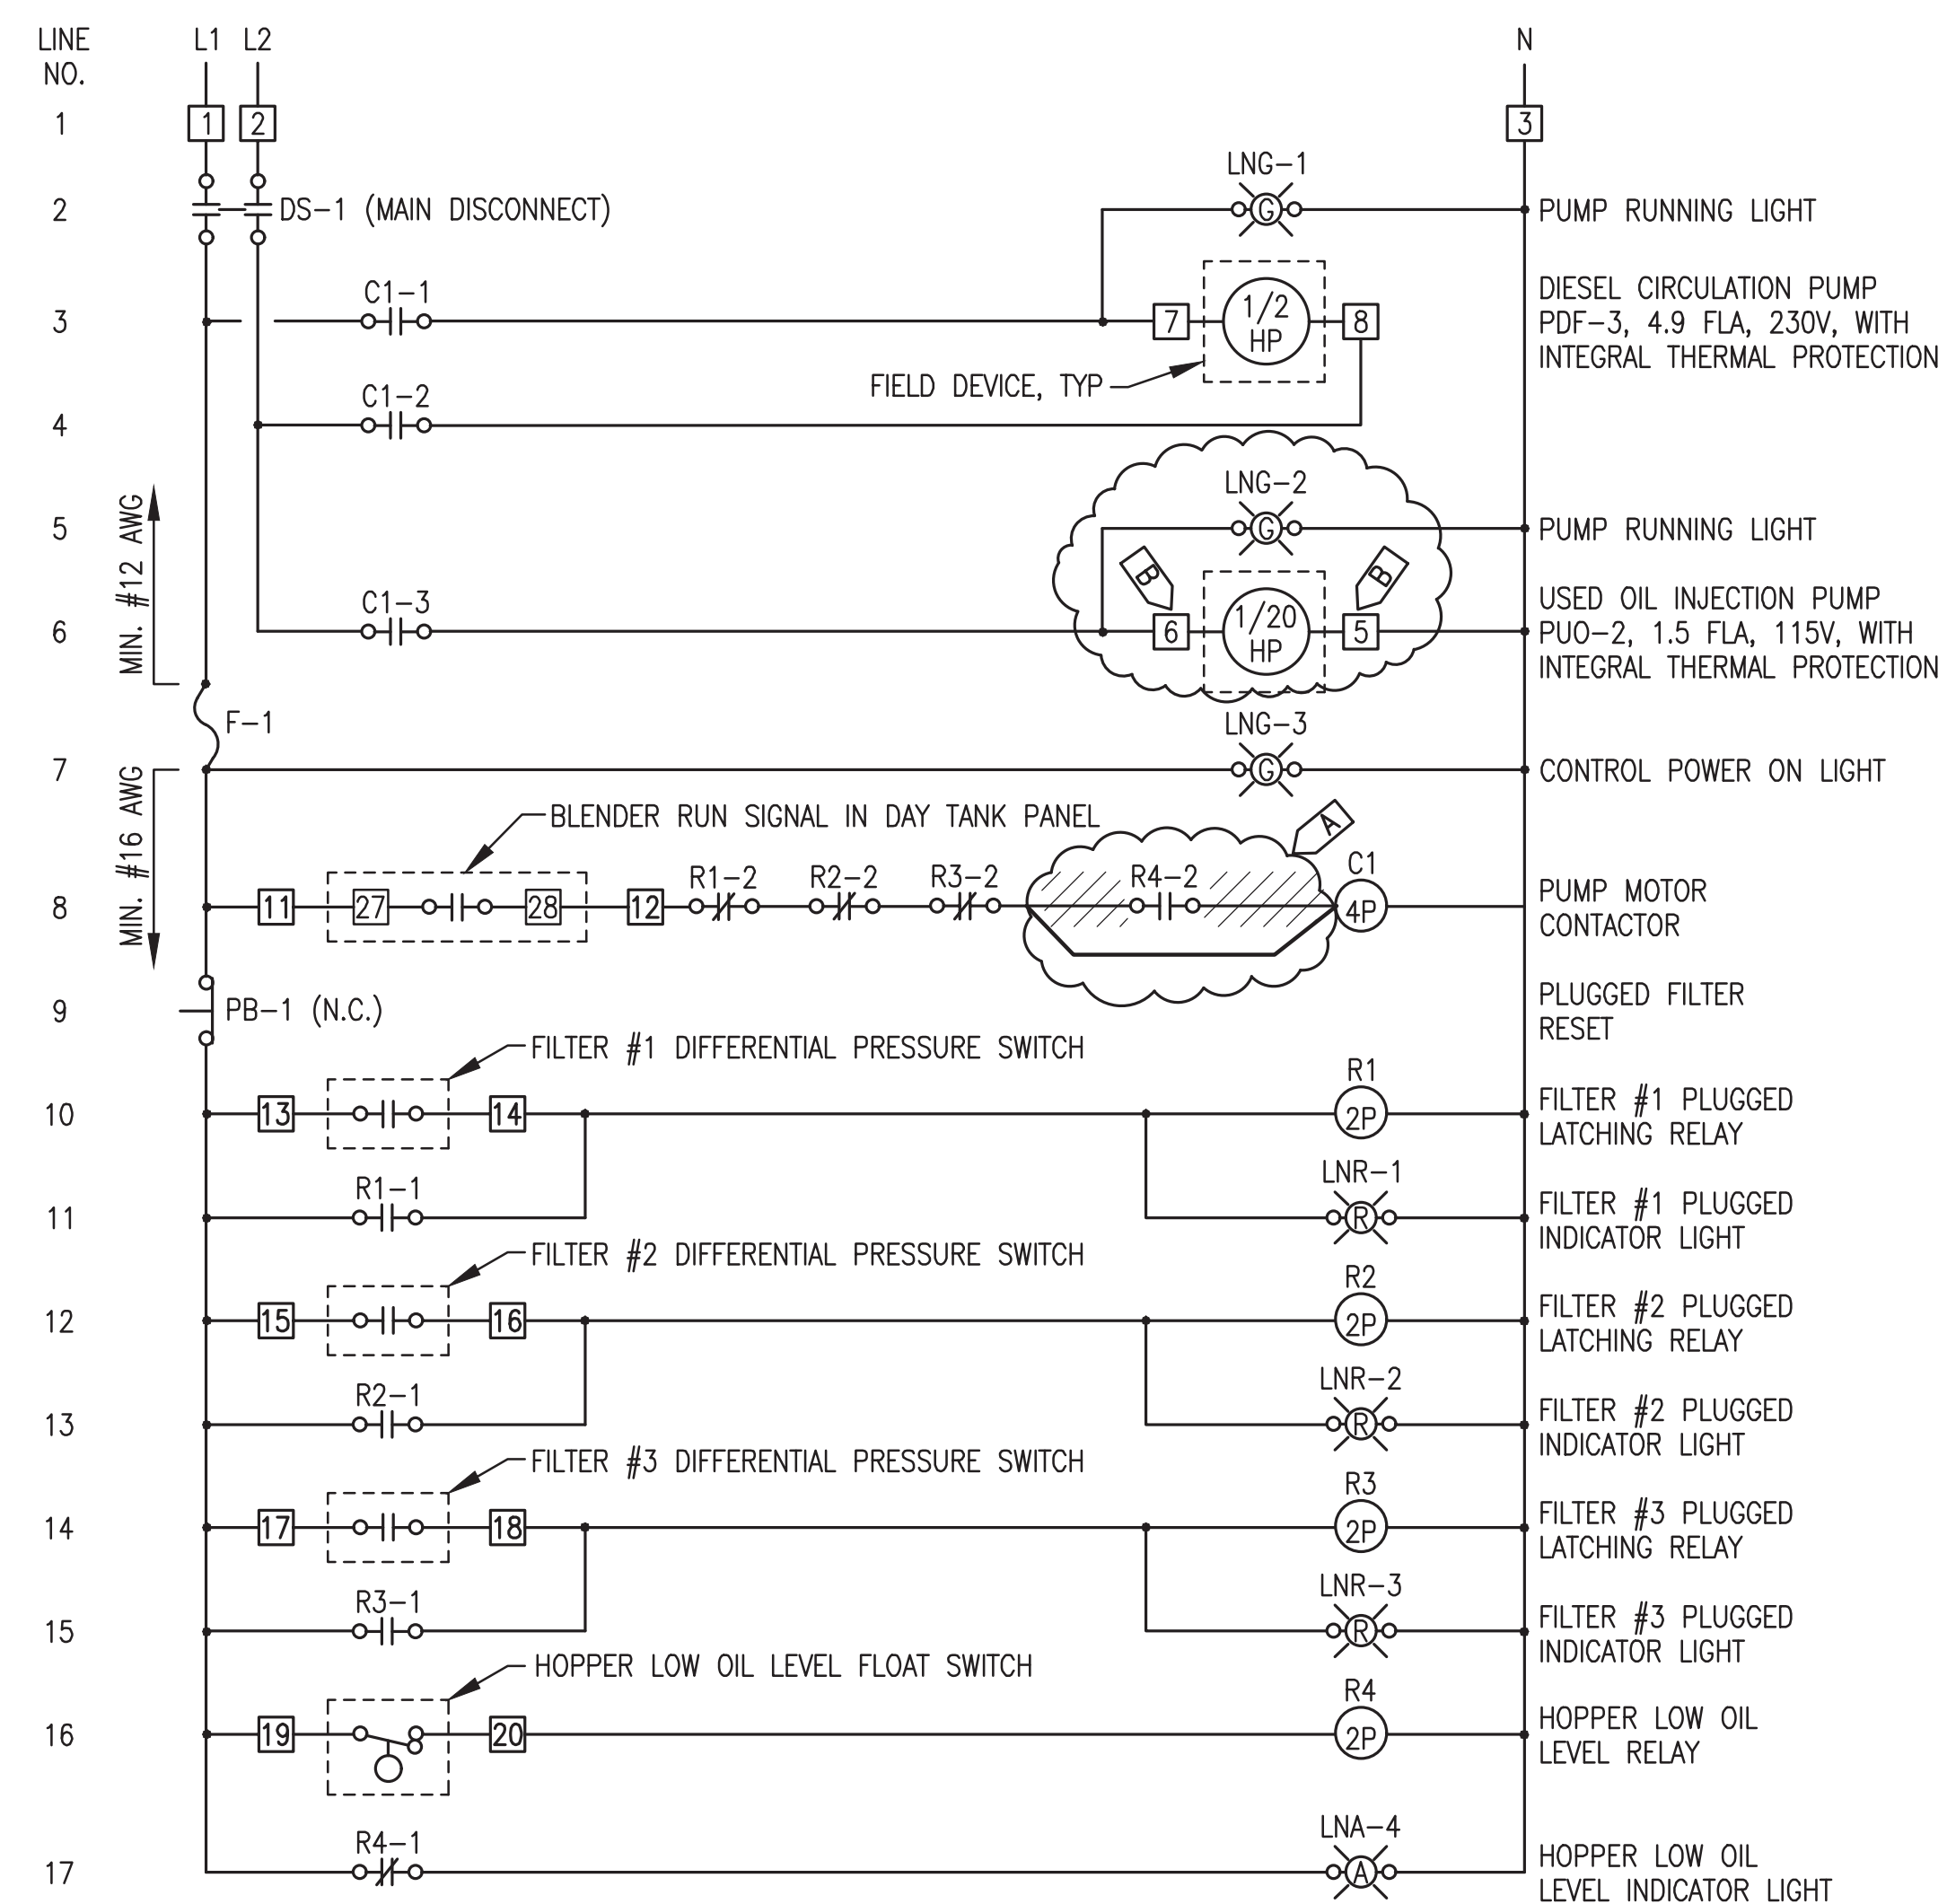 LINE
NO.
L1 L2 N
1 1 2 3
LNG-1
2 DS-1 (MAIN DISCONNECT) G PUMP RUNNING LIGHT
C1-1
3 7 1/2 HP 8
DIESEL CIRCULATION PUMP
PDF-3, 4.9 FLA, 230V, WITH
INTEGRAL THERMAL PROTECTION
FIELD DEVICE, TYP
C1-2
4
MIN. #12 AWG
LNG-2
5 G PUMP RUNNING LIGHT
B B
C1-3
6 6 1/20 HP 5
USED OIL INJECTION PUMP
PUO-2, 1.5 FLA, 115V, WITH
INTEGRAL THERMAL PROTECTION
F-1
LNG-3
7 G CONTROL POWER ON LIGHT
MIN. #16 AWG
BLENDER RUN SIGNAL IN DAY TANK PANEL
A
R1-2 R2-2 R3-2 R4-2 C1
8 11 27 28 12 4P
PUMP MOTOR
CONTACTOR
9 PB-1 (N.C.)
PLUGGED FILTER
RESET
FILTER #1 DIFFERENTIAL PRESSURE SWITCH
R1
10 13 14 2P
FILTER #1 PLUGGED
LATCHING RELAY
R1-1 LNR-1
11 R
FILTER #1 PLUGGED
INDICATOR LIGHT
FILTER #2 DIFFERENTIAL PRESSURE SWITCH
R2
12 15 16 2P
FILTER #2 PLUGGED
LATCHING RELAY
R2-1 LNR-2
13 R
FILTER #2 PLUGGED
INDICATOR LIGHT
FILTER #3 DIFFERENTIAL PRESSURE SWITCH
R3
14 17 18 2P
FILTER #3 PLUGGED
LATCHING RELAY
R3-1 LNR-3
15 R
FILTER #3 PLUGGED
INDICATOR LIGHT
HOPPER LOW OIL LEVEL FLOAT SWITCH
R4
16 19 20 2P
HOPPER LOW OIL
LEVEL RELAY
R4-1 LNA-4
17 A
HOPPER LOW OIL
LEVEL INDICATOR LIGHT